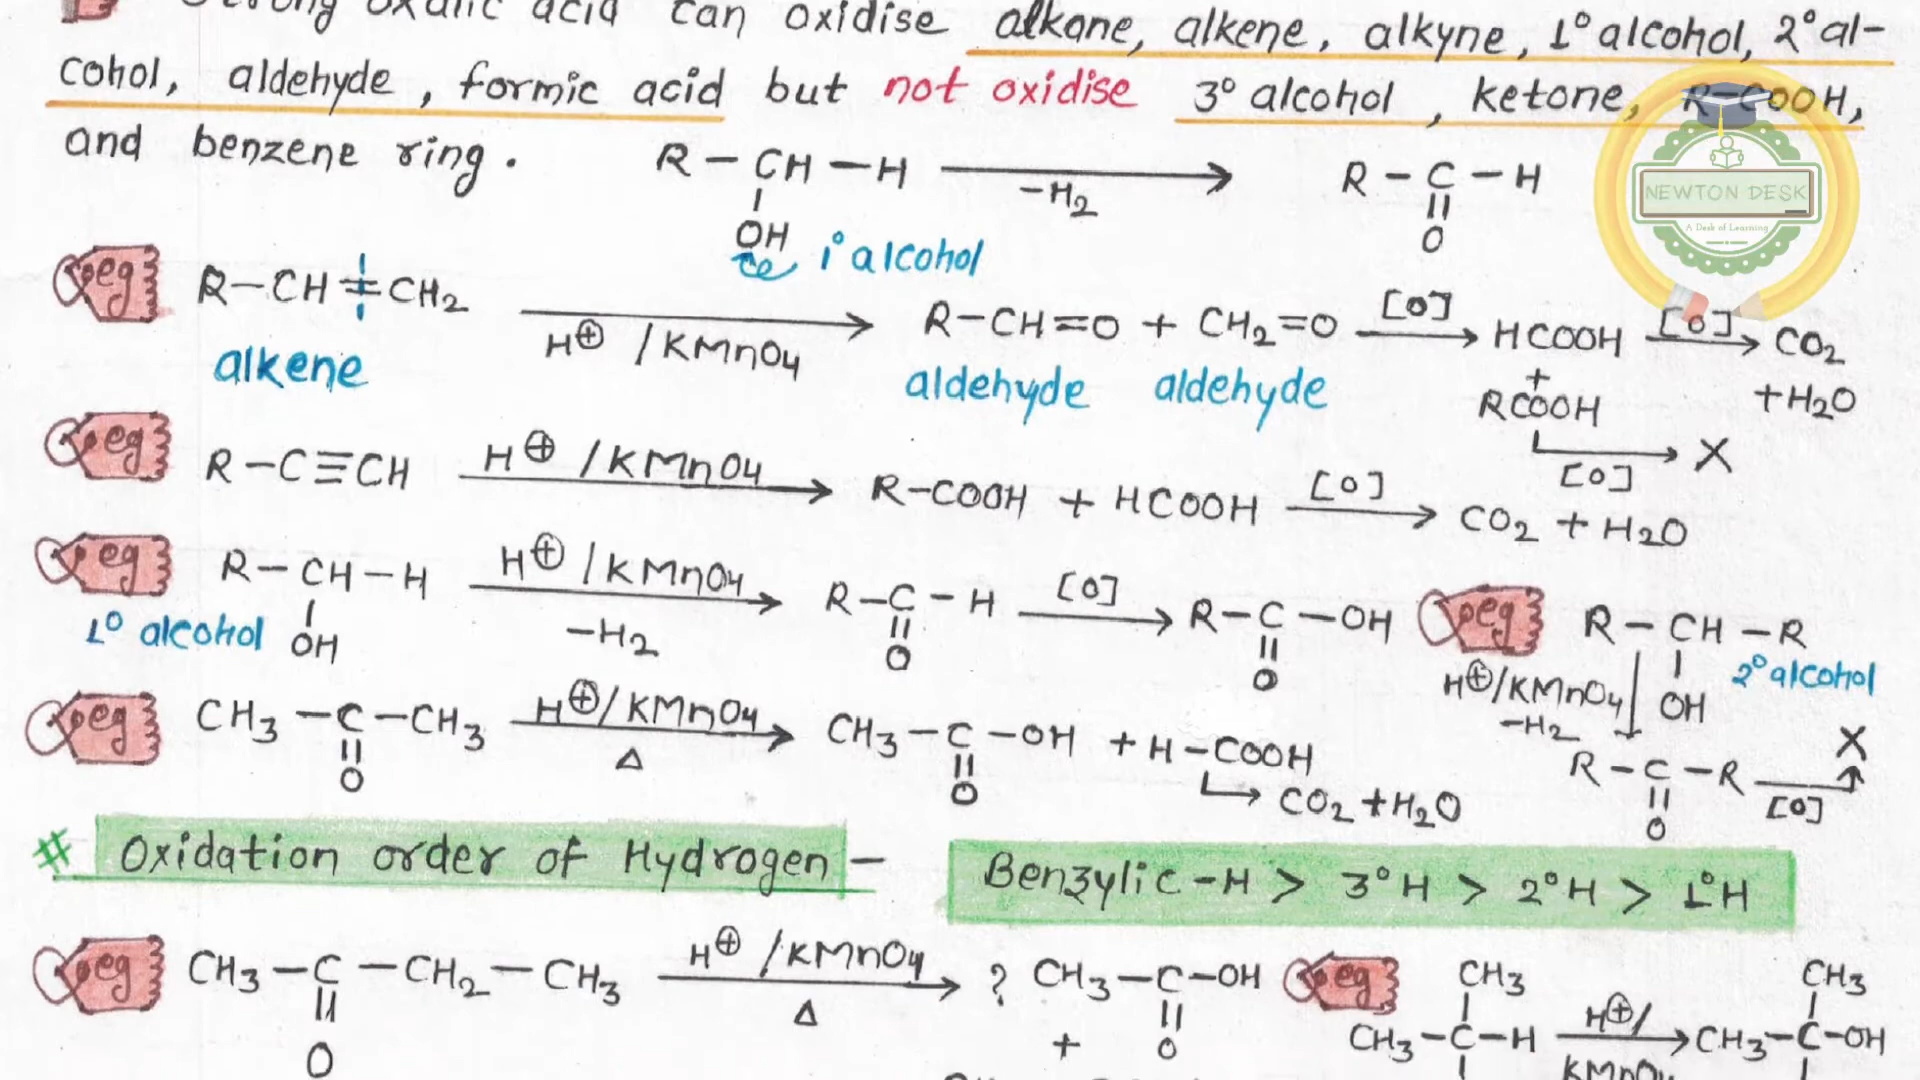 Strong oxalic acid can oxidise alkane, alkene, alkyne, 1° alcohol, 2° al-
cohol, aldehyde, formic acid but not oxidise 3° alcohol, ketone, R-COOH,
and benzene ring.
R-CH-H
OH
1° alcohol
-H2
R-C-H
O
NEWTON DESK
A Desk of Learning
eg R-CH=CH2
alkene
H⊕/KMnO4
R-CH=O + CH2=O
aldehyde aldehyde
[O]
HCOOH
+
RCOOH
[O]
CO2
+H2O
[O]
X
eg R-C≡CH
H⊕/KMnO4
R-COOH + HCOOH
[O]
CO2 + H2O
eg R-CH-H
OH
1° alcohol
H⊕/KMnO4
-H2
R-C-H
O
[O]
R-C-OH
O
eg R-CH-R
OH
2° alcohol
H⊕/KMnO4
-H2
R-C-R
O
[O]
X
eg CH3-C-CH3
O
H⊕/KMnO4
Δ
CH3-C-OH + H-COOH
O
CO2+H2O
# Oxidation order of Hydrogen - Benzylic-H > 3°H > 2°H > 1°H
eg CH3-C-CH2-CH3
O
H⊕/KMnO4
Δ
? CH3-C-OH
O
+
eg CH3
CH3-C-H
H⊕/
KMnO4
CH3
CH3-C-OH